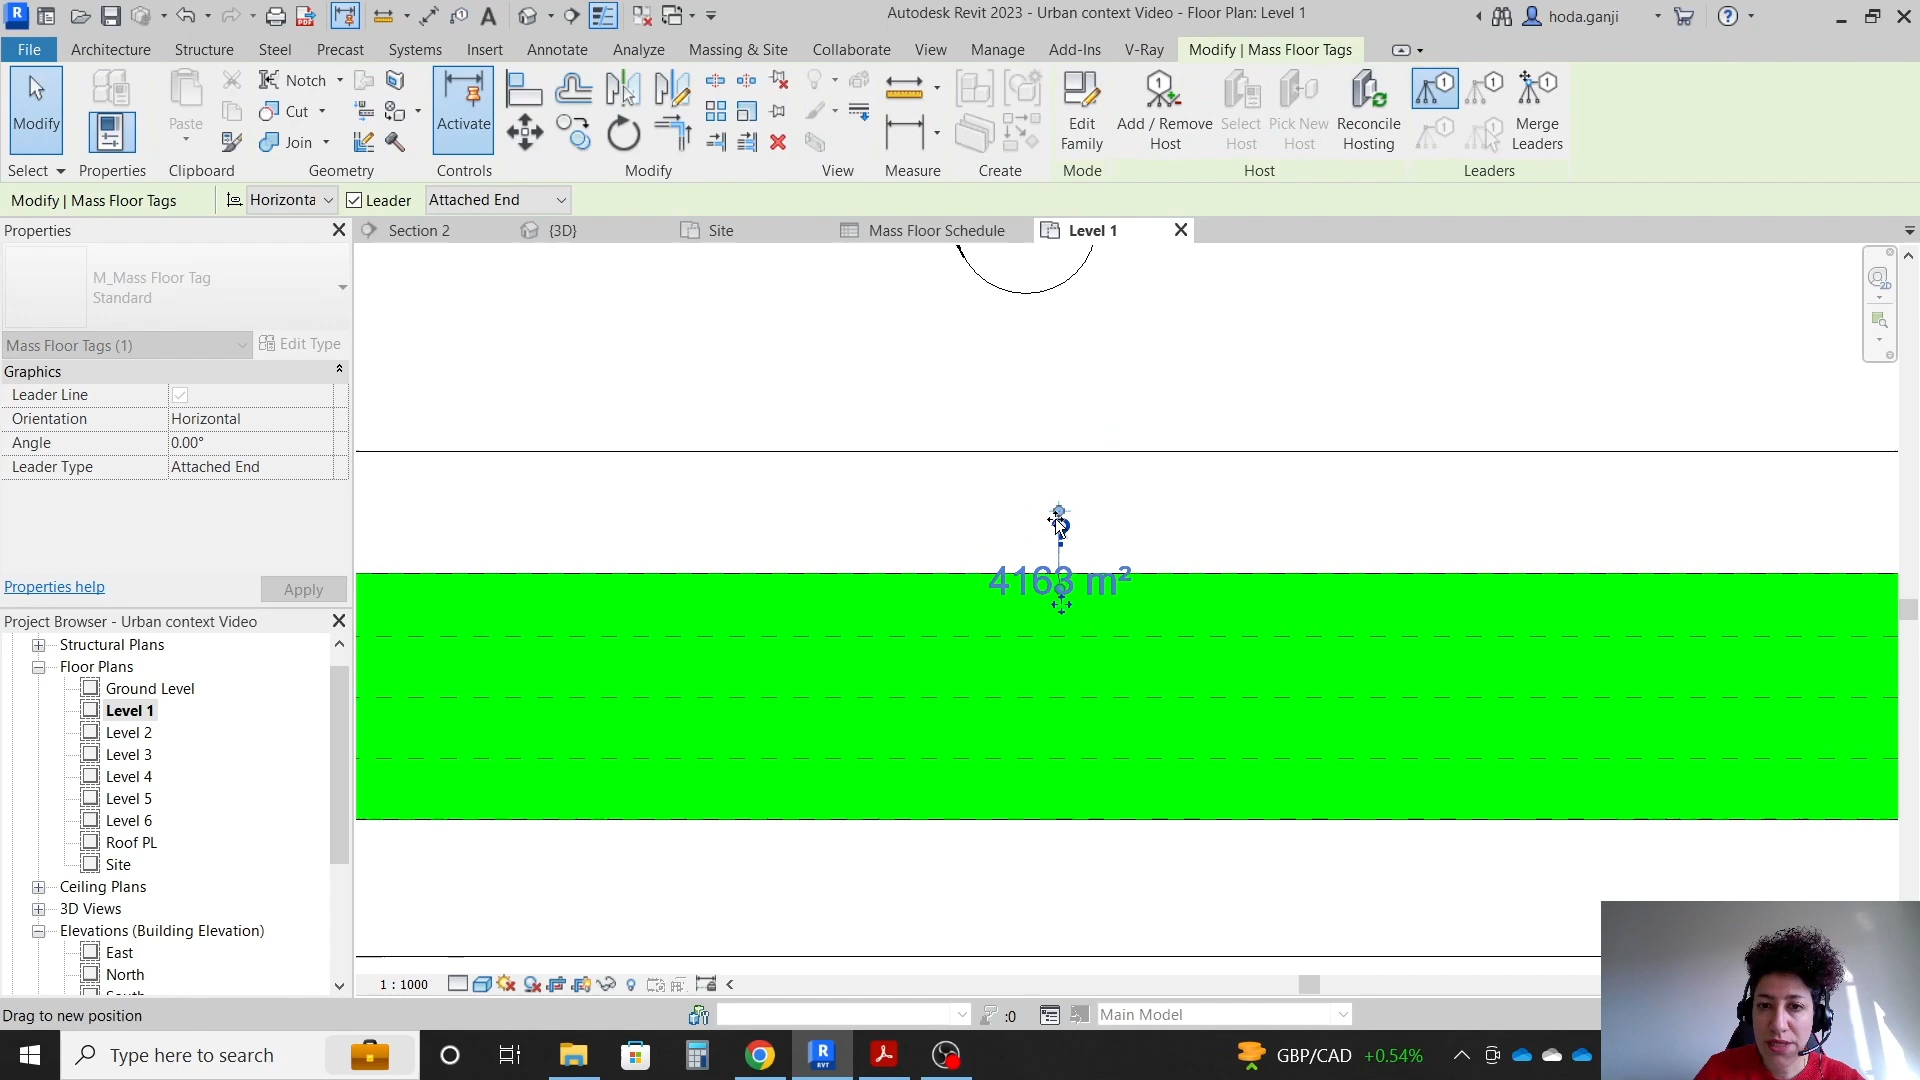 Autodesk Revit 2023 - Urban context Video - Floor Plan: Level 1
hoda.ganji
File
Architecture
Structure
Steel
Precast
Systems
Insert
Annotate
Analyze
Massing & Site
Collaborate
View
Manage
Add-Ins
V-Ray
Modify | Mass Floor Tags
Modify
Paste
Notch
Cut
Join
Activate
Edit
Family
Add / Remove
Host
Select
Host
Pick New
Host
Reconcile
Hosting
Merge
Leaders
Select
Properties
Clipboard
Geometry
Controls
Modify
View
Measure
Create
Mode
Host
Leaders
Modify | Mass Floor Tags
Horizonta
Leader
Attached End
Properties
Section 2
{3D}
Site
Mass Floor Schedule
Level 1
M_Mass Floor Tag
Standard
Mass Floor Tags (1)
Edit Type
Graphics
Leader Line
Orientation
Horizontal
Angle
0.00°
Leader Type
Attached End
Properties help
Apply
4163 m²
Project Browser - Urban context Video
Structural Plans
Floor Plans
Ground Level
Level 1
Level 2
Level 3
Level 4
Level 5
Level 6
Roof PL
Site
Ceiling Plans
3D Views
Elevations (Building Elevation)
East
North
1 : 1000
Drag to new position
:0
Main Model
Type here to search
GBP/CAD +0.54%